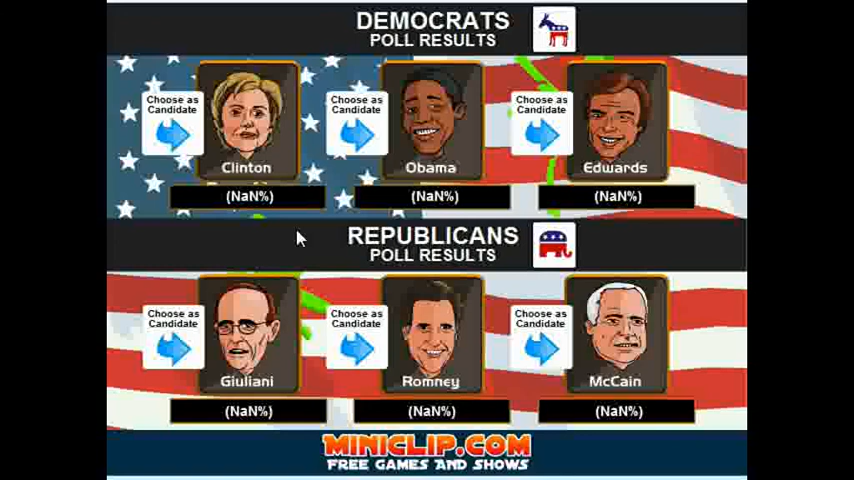 DEMOCRATS
POLL RESULTS
Choose as
Candidate
Clinton
(NaN%)
Choose as
Candidate
Obama
(NaN%)
Choose as
Candidate
Edwards
(NaN%)
REPUBLICANS
POLL RESULTS
Choose as
Candidate
Giuliani
(NaN%)
Choose as
Candidate
Romney
(NaN%)
Choose as
Candidate
McCain
(NaN%)
MINICLIP.COM
FREE GAMES AND SHOWS